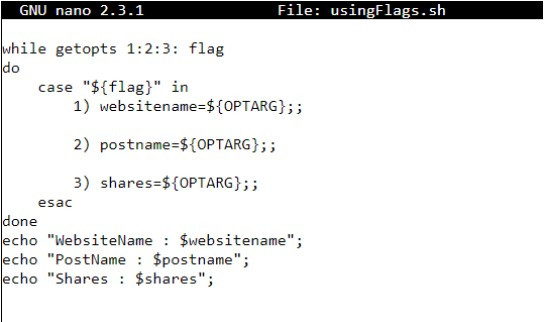 GNU nano 2.3.1 File: usingFlags.sh
while getopts 1:2:3: flag
do
case "${flag}" in
1) websitename=${OPTARG};;
2) postname=${OPTARG};;
3) shares=${OPTARG};;
esac
done
echo "WebsiteName : $websitename";
echo "PostName : $postname";
echo "Shares : $shares";